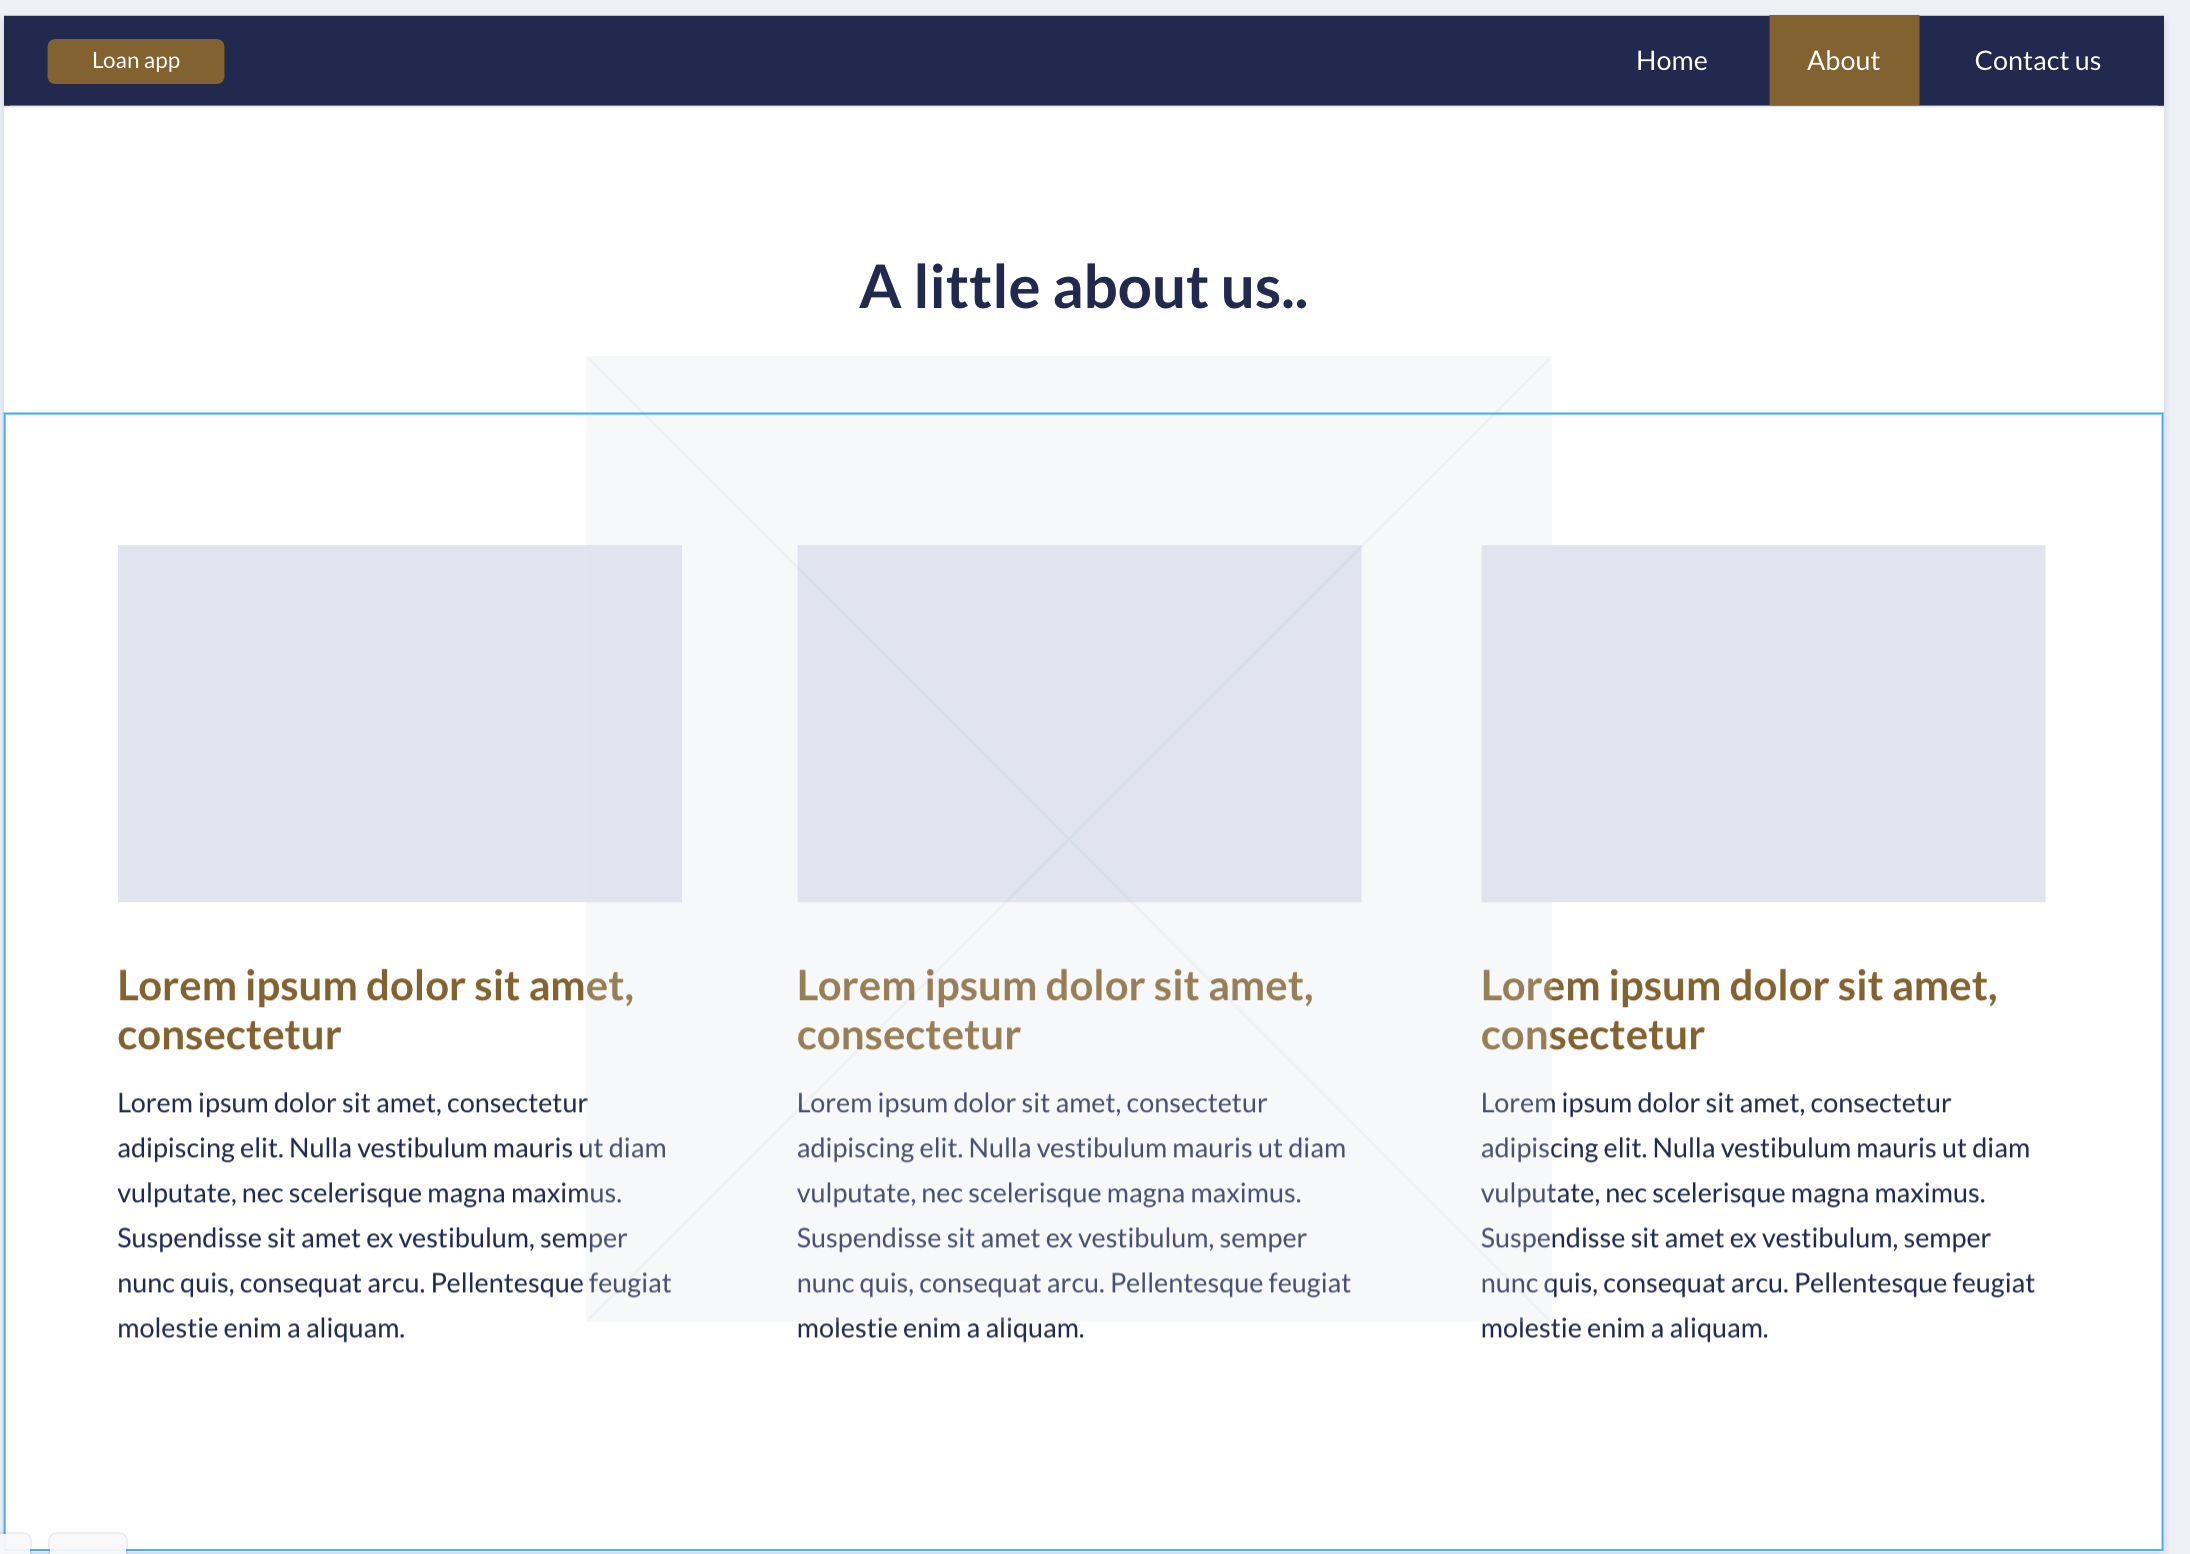 Loan app
Home
About
Contact us
A little about us..
Lorem ipsum dolor sit amet,
consectetur
Lorem ipsum dolor sit amet, consectetur
adipiscing elit. Nulla vestibulum mauris ut diam
vulputate, nec scelerisque magna maximus.
Suspendisse sit amet ex vestibulum, semper
nunc quis, consequat arcu. Pellentesque feugiat
molestie enim a aliquam.
Lorem ipsum dolor sit amet,
consectetur
Lorem ipsum dolor sit amet, consectetur
adipiscing elit. Nulla vestibulum mauris ut diam
vulputate, nec scelerisque magna maximus.
Suspendisse sit amet ex vestibulum, semper
nunc quis, consequat arcu. Pellentesque feugiat
molestie enim a aliquam.
Lorem ipsum dolor sit amet,
consectetur
Lorem ipsum dolor sit amet, consectetur
adipiscing elit. Nulla vestibulum mauris ut diam
vulputate, nec scelerisque magna maximus.
Suspendisse sit amet ex vestibulum, semper
nunc quis, consequat arcu. Pellentesque feugiat
molestie enim a aliquam.